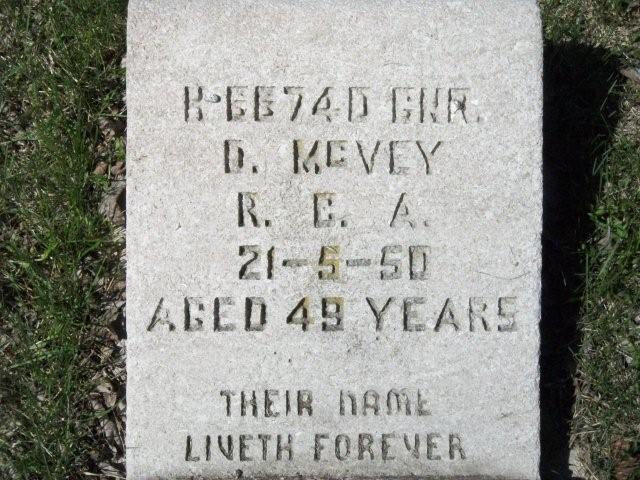 K-66740 GNR.
D. McVEY
R. C. A.
21-5-50
AGED 49 YEARS
THEIR NAME
LIVETH FOREVER